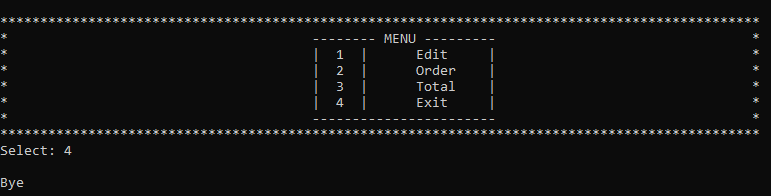 ***********************************************************************************************
*                                      -------- MENU ---------                                *
*                                      |  1  |      Edit     |                                *
*                                      |  2  |      Order    |                                *
*                                      |  3  |      Total    |                                *
*                                      |  4  |      Exit     |                                *
*                                      -----------------------                                *
***********************************************************************************************
Select: 4
Bye